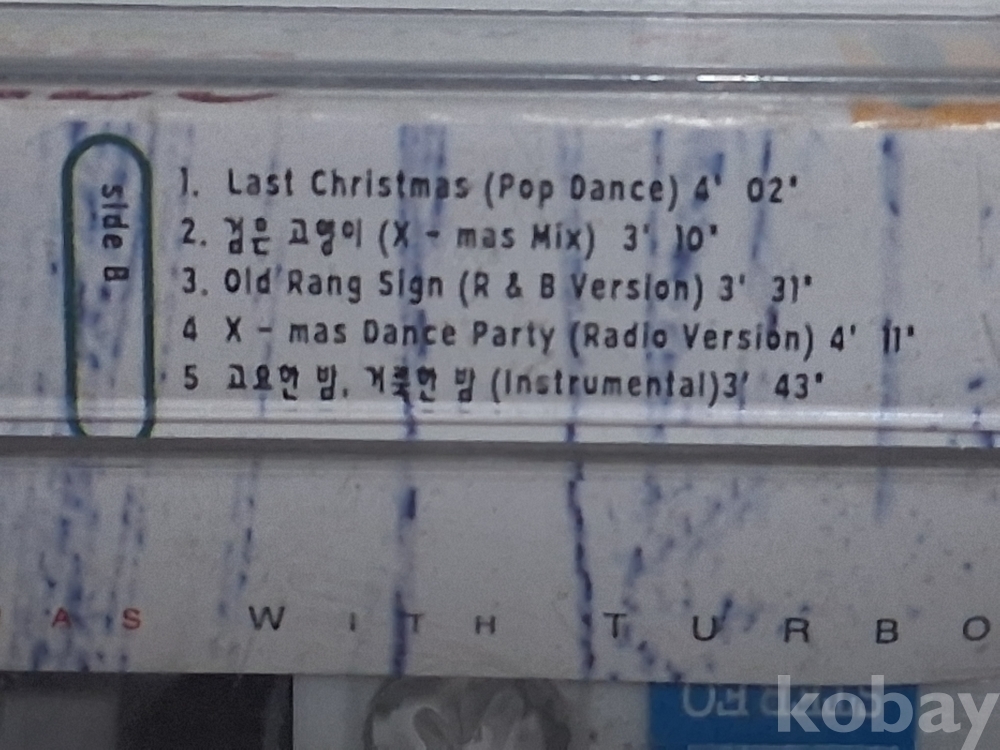 Side B
1. Last Christmas (Pop Dance) 4' 02"
2. 검은 고양이 (X - mas Mix) 3' 10"
3. Old Rang Sign (R & B Version) 3' 31"
4 X - mas Dance Party (Radio Version) 4' 11"
5 고요한 밤, 거룩한 밤 (Instrumental)3' 43"
AS WITH TURBO
STEREO
kobay